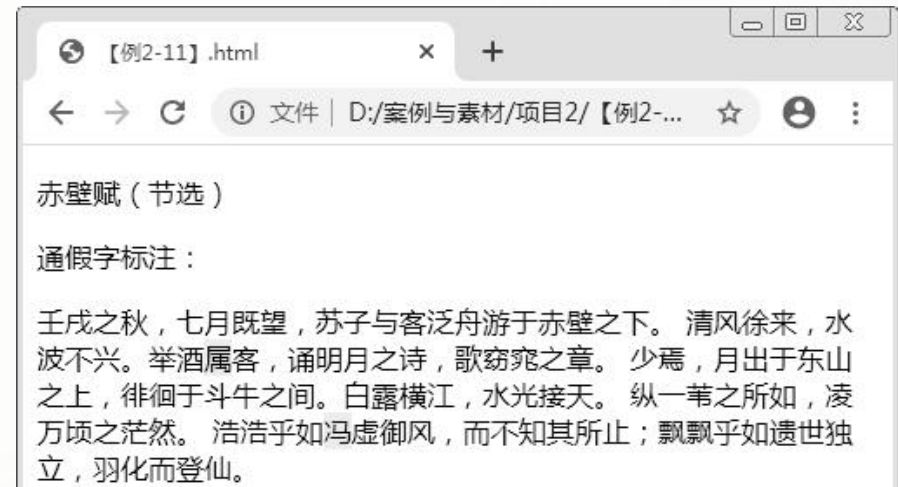 【例2-11】.html
文件 | D:/案例与素材/项目2/【例2-...
赤壁赋（节选）
通假字标注：
壬戌之秋，七月既望，苏子与客泛舟游于赤壁之下。 清风徐来，水
波不兴。举酒属客，诵明月之诗，歌窈窕之章。 少焉，月出于东山
之上，徘徊于斗牛之间。白露横江，水光接天。 纵一苇之所如，凌
万顷之茫然。 浩浩乎如冯虚御风，而不知其所止；飘飘乎如遗世独
立，羽化而登仙。